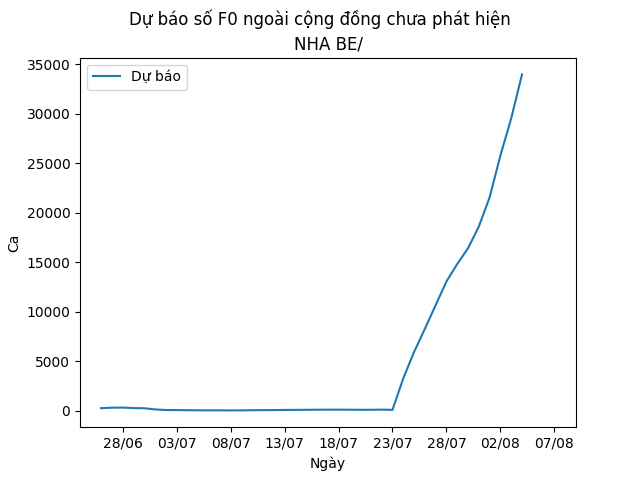 Dự báo số F0 ngoài cộng đồng chưa phát hiện
NHA BE/
Dự báo
35000
30000
25000
20000
15000
10000
5000
0
Ca
28/06 03/07 08/07 13/07 18/07 23/07 28/07 02/08 07/08
Ngày